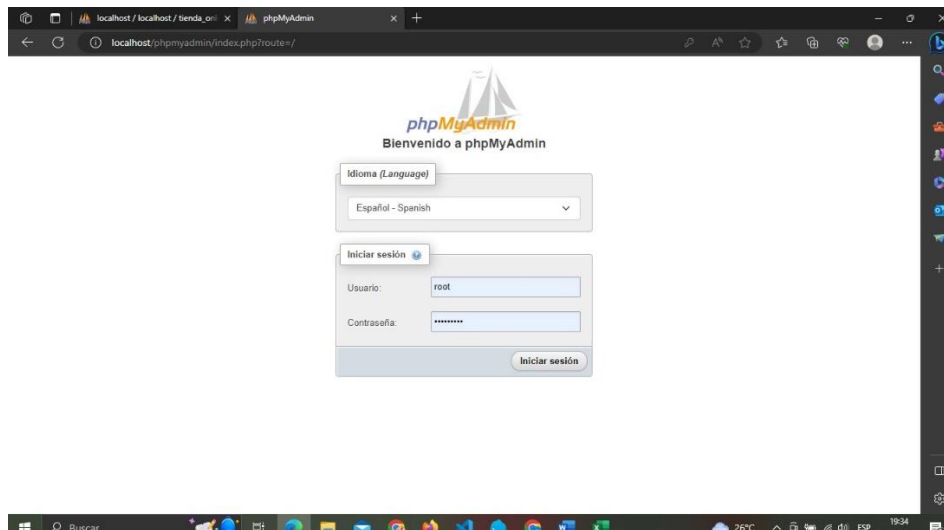 localhost / localhost / tienda_onl
phpMyAdmin
localhost/phpmyadmin/index.php?route=/
phpMyAdmin
Bienvenido a phpMyAdmin
Idioma (Language)
Español - Spanish
Iniciar sesión
Usuario:
root
Contraseña:
•••••••••
Iniciar sesión
Buscar
26°C
ESP
19:34